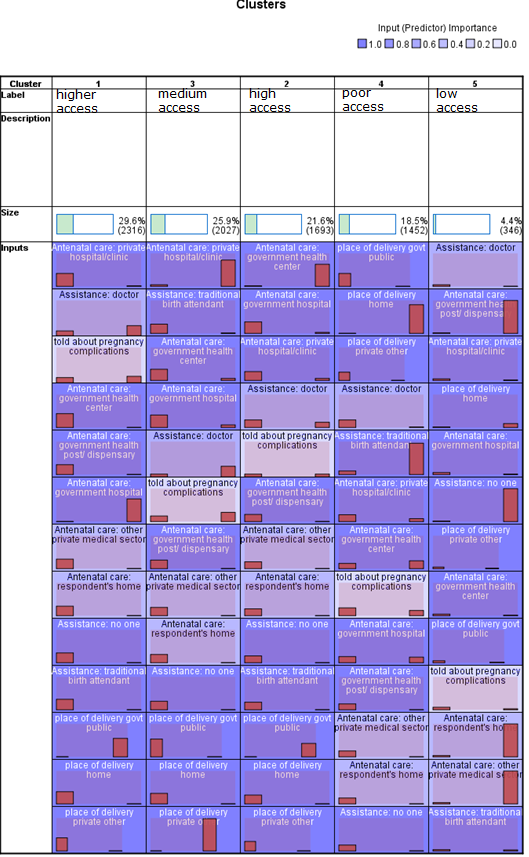 Clusters
Input (Predictor) Importance
1.0 0.8 0.6 0.4 0.2 0.0
Cluster 1 3 2 4 5
Label higher access medium access high access poor access low access
Description
Size 29.6% (2316) 25.9% (2027) 21.6% (1693) 18.5% (1452) 4.4% (346)
Inputs
Antenatal care: private hospital/clinic Antenatal care: private hospital/clinic Antenatal care: government health center place of delivery govt public Assistance: doctor
Assistance: doctor Assistance: traditional birth attendant Antenatal care: government hospital place of delivery home Antenatal care: government health post/ dispensary
told about pregnancy complications Antenatal care: government health center Antenatal care: private hospital/clinic place of delivery private other Antenatal care: private hospital/clinic
Antenatal care: government health center Antenatal care: government hospital Assistance: doctor Assistance: doctor place of delivery home
Antenatal care: government health post/ dispensary Assistance: doctor told about pregnancy complications Assistance: traditional birth attendant Antenatal care: government hospital
Antenatal care: government hospital told about pregnancy complications Antenatal care: government health post/ dispensary Antenatal care: private hospital/clinic Assistance: no one
Antenatal care: other private medical sector Antenatal care: government health post/ dispensary Antenatal care: other private medical sector Antenatal care: government health center place of delivery private other
Antenatal care: respondent's home Antenatal care: other private medical sector Antenatal care: respondent's home told about pregnancy complications Antenatal care: government health center
Assistance: no one Antenatal care: respondent's home Assistance: no one Antenatal care: government hospital place of delivery govt public
Assistance: traditional birth attendant Assistance: no one Assistance: traditional birth attendant Antenatal care: government health post/ dispensary told about pregnancy complications
place of delivery govt public place of delivery govt public place of delivery govt public Antenatal care: other private medical sector Antenatal care: respondent's home
place of delivery home place of delivery home place of delivery home Antenatal care: respondent's home Antenatal care: other private medical sector
place of delivery private other place of delivery private other place of delivery private other Assistance: no one Assistance: traditional birth attendant